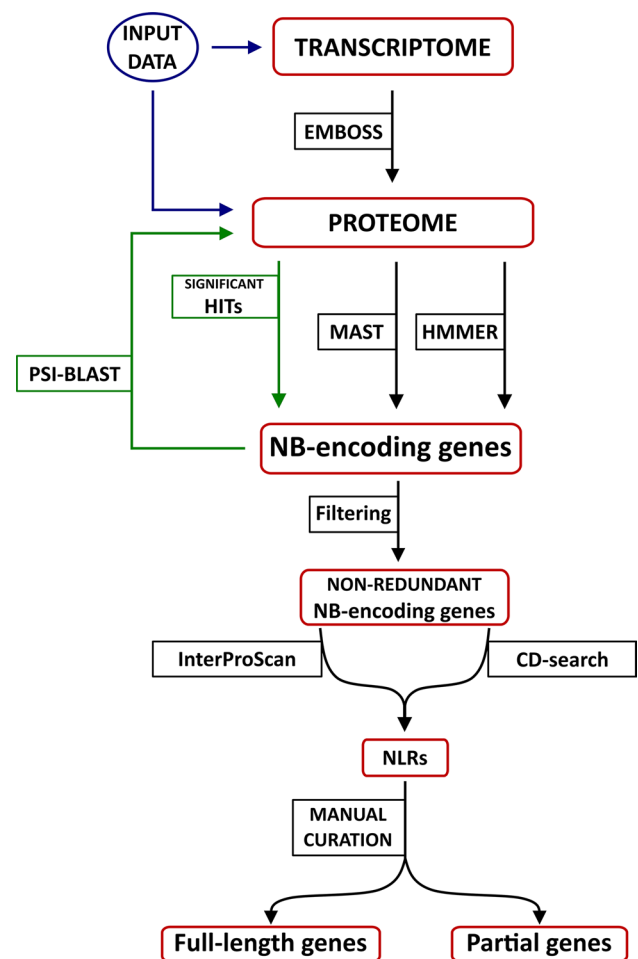 INPUT
DATA
TRANSCRIPTOME
EMBOSS
PROTEOME
SIGNIFICANT
HITs
MAST
HMMER
PSI-BLAST
NB-encoding genes
Filtering
NON-REDUNDANT
NB-encoding genes
InterProScan
CD-search
NLRs
MANUAL
CURATION
Full-length genes
Partial genes